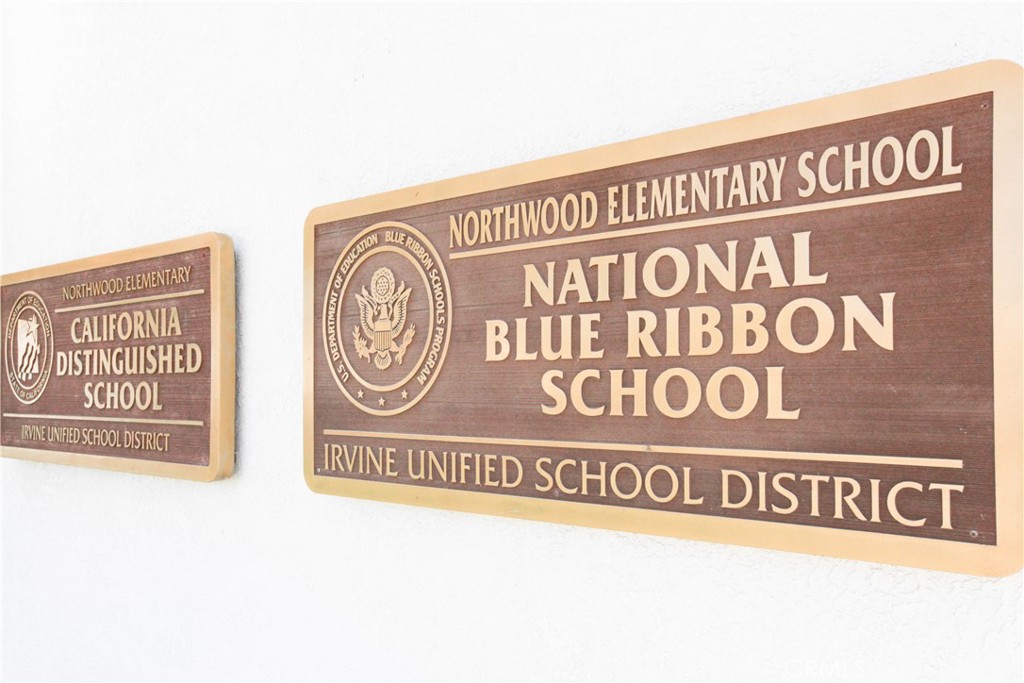 NORTHWOOD ELEMENTARY
CALIFORNIA
DISTINGUISHED
SCHOOL
IRVINE UNIFIED SCHOOL DISTRICT
NORTHWOOD ELEMENTARY SCHOOL
NATIONAL
BLUE RIBBON
SCHOOL
IRVINE UNIFIED SCHOOL DISTRICT
U.S. DEPARTMENT OF EDUCATION BLUE RIBBON SCHOOLS PROGRAM